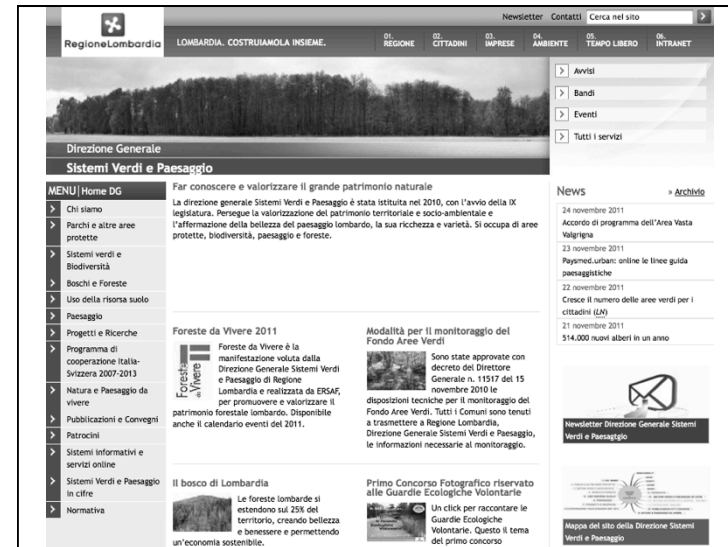 Newsletter Contatti Cerca nel sito
RegioneLombardia
LOMBARDIA. COSTRUIAMOLA INSIEME.
01. REGIONE
02. CITTADINI
03. IMPRESE
04. AMBIENTE
05. TEMPO LIBERO
06. INTRANET
Avvisi
Bandi
Eventi
Tutti i servizi
Direzione Generale
Sistemi Verdi e Paesaggio
MENU| Home DG
Chi siamo
Parchi e altre aree
protette
Sistemi verdi e
Biodiversità
Boschi e Foreste
Uso della risorsa suolo
Paesaggio
Progetti e Ricerche
Programma di
cooperazione Italia-
Svizzera 2007-2013
Natura e Paesaggio da
vivere
Pubblicazioni e Convegni
Patrocini
Sistemi informativi e
servizi online
Sistemi Verdi e Paesaggio
in cifre
Normativa
Far conoscere e valorizzare il grande patrimonio naturale
La direzione generale Sistemi Verdi e Paesaggio è stata istituita nel 2010, con l'avvio della IX
legislatura. Persegue la valorizzazione del patrimonio territoriale e socio-ambientale e
l'affermazione della bellezza del paesaggio lombardo, la sua ricchezza e varietà. Si occupa di aree
protette, biodiversità, paesaggio e foreste.
Foreste da Vivere 2011
Foreste
da Vivere
Foreste da Vivere è la
manifestazione voluta dalla
Direzione Generale Sistemi Verdi
e Paesaggio di Regione
Lombardia e realizzata da ERSAF,
per promuovere e valorizzare il
patrimonio forestale lombardo. Disponibile
anche il calendario eventi del 2011.
Modalità per il monitoraggio del
Fondo Aree Verdi
Sono state approvate con
decreto del Direttore
Generale n. 11517 del 15
novembre 2010 le
disposizioni tecniche per il monitoraggio del
Fondo Aree Verdi. Tutti i Comuni sono tenuti
a trasmettere a Regione Lombardia,
Direzione Generale Sistemi Verdi e Paesaggio,
le informazioni necessarie al monitoraggio.
Il bosco di Lombardia
Le foreste lombarde si
estendono sul 25% del
territorio, creando bellezza
e benessere e permettendo
un'economia sostenibile.
Primo Concorso Fotografico riservato
alle Guardie Ecologiche Volontarie
Un click per raccontare le
Guardie Ecologiche
Volontarie. Questo il tema
del primo concorso
News » Archivio
24 novembre 2011
Accordo di programma dell'Area Vasta
Valgrigna
23 novembre 2011
Paysmed.urban: online le linee guida
paesaggistiche
22 novembre 2011
Cresce il numero delle aree verdi per i
cittadini (LN)
21 novembre 2011
514.000 nuovi alberi in un anno
Newsletter Direzione Generale Sistemi
Verdi e Paesagtgio
Mappa del sito della Direzione Sistemi
Verdi e Paesaggio